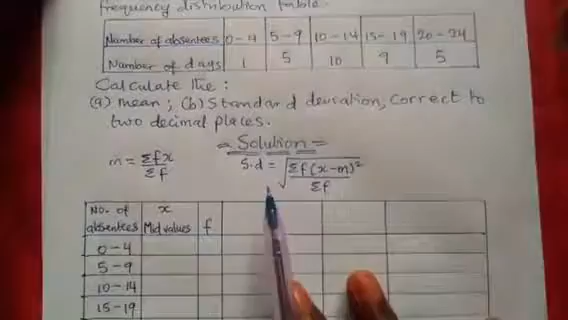 frequency distribution table.
Number of absentees 0-4 5-9 10-14 15-19 20-24
Number of days 1 5 10 9 5
Calculate the:
(a) mean; (b) Standard deviation, correct to
two decimal places.
Solution
m = Σfx / Σf
S.d = √(Σf(x-m)² / Σf)
No. of absentees x Mid values f
0-4
5-9
10-14
15-19